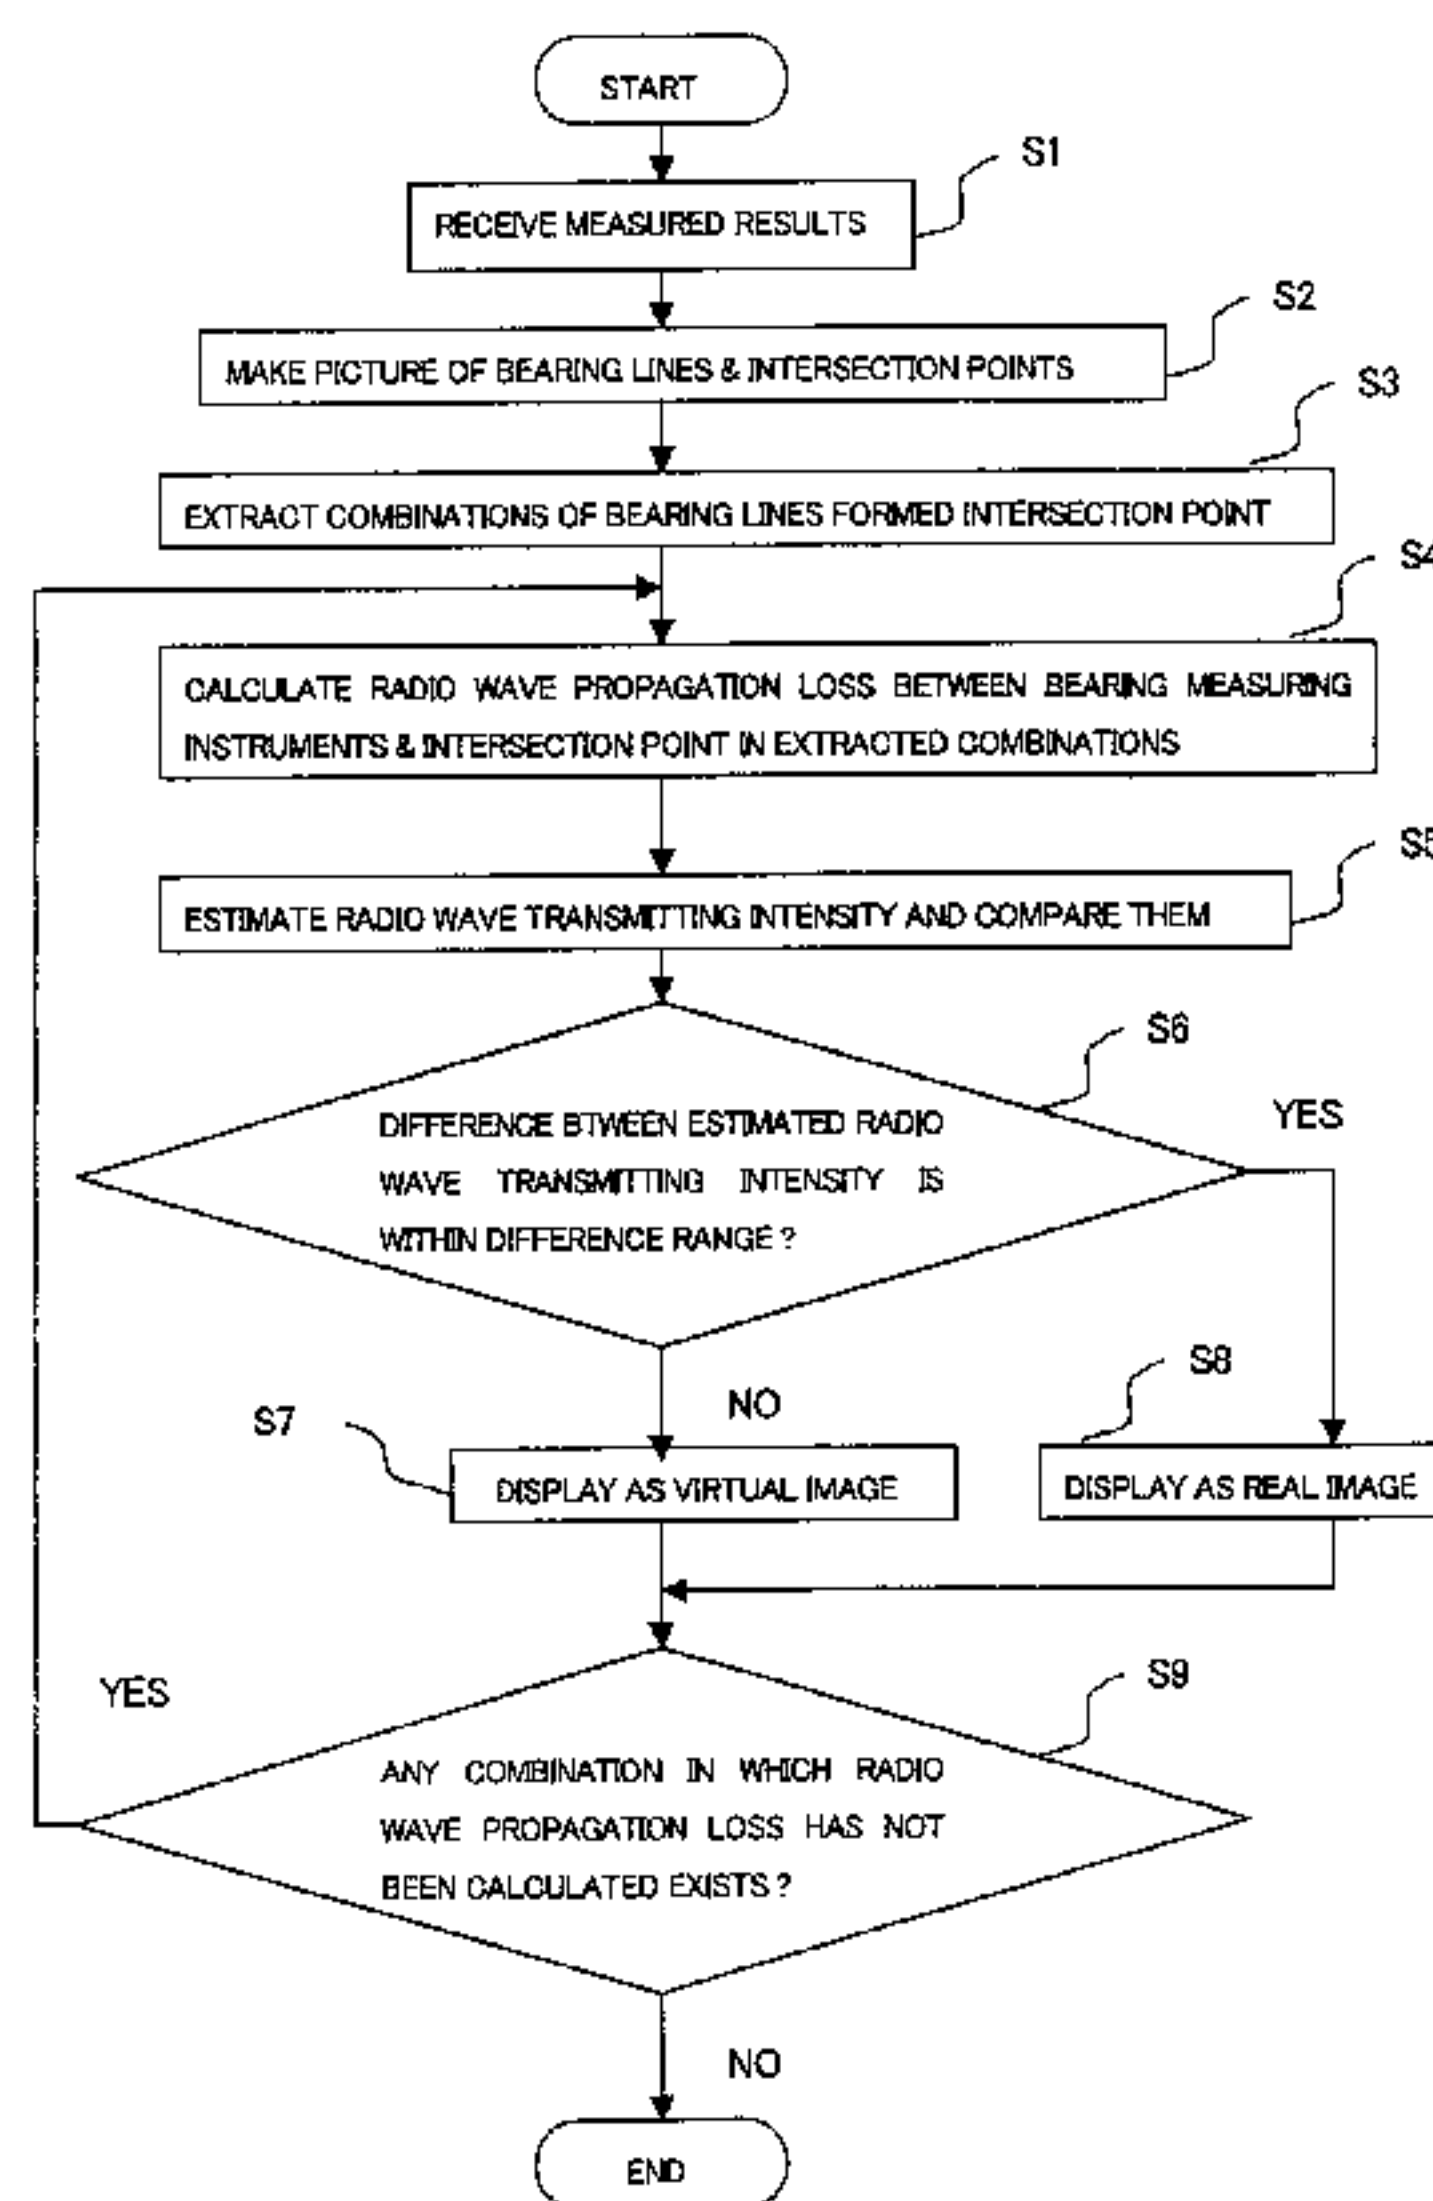 START
S1
RECEIVE MEASURED RESULTS
S2
MAKE PICTURE OF BEARING LINES & INTERSECTION POINTS
S3
EXTRACT COMBINATIONS OF BEARING LINES FORMED INTERSECTION POINT
S4
CALCULATE RADIO WAVE PROPAGATION LOSS BETWEEN BEARING MEASURING
INSTRUMENTS & INTERSECTION POINT IN EXTRACTED COMBINATIONS
S5
ESTIMATE RADIO WAVE TRANSMITTING INTENSITY AND COMPARE THEM
S6
YES
DIFFERENCE BTWEEN ESTIMATED RADIO
WAVE TRANSMITTING INTENSITY IS
WITHIN DIFFERENCE RANGE ?
S8
NO
S7
DISPLAY AS VIRTUAL IMAGE
DISPLAY AS REAL IMAGE
S9
YES
ANY COMBINATION IN WHICH RADIO
WAVE PROPAGATION LOSS HAS NOT
BEEN CALCULATED EXISTS ?
NO
END